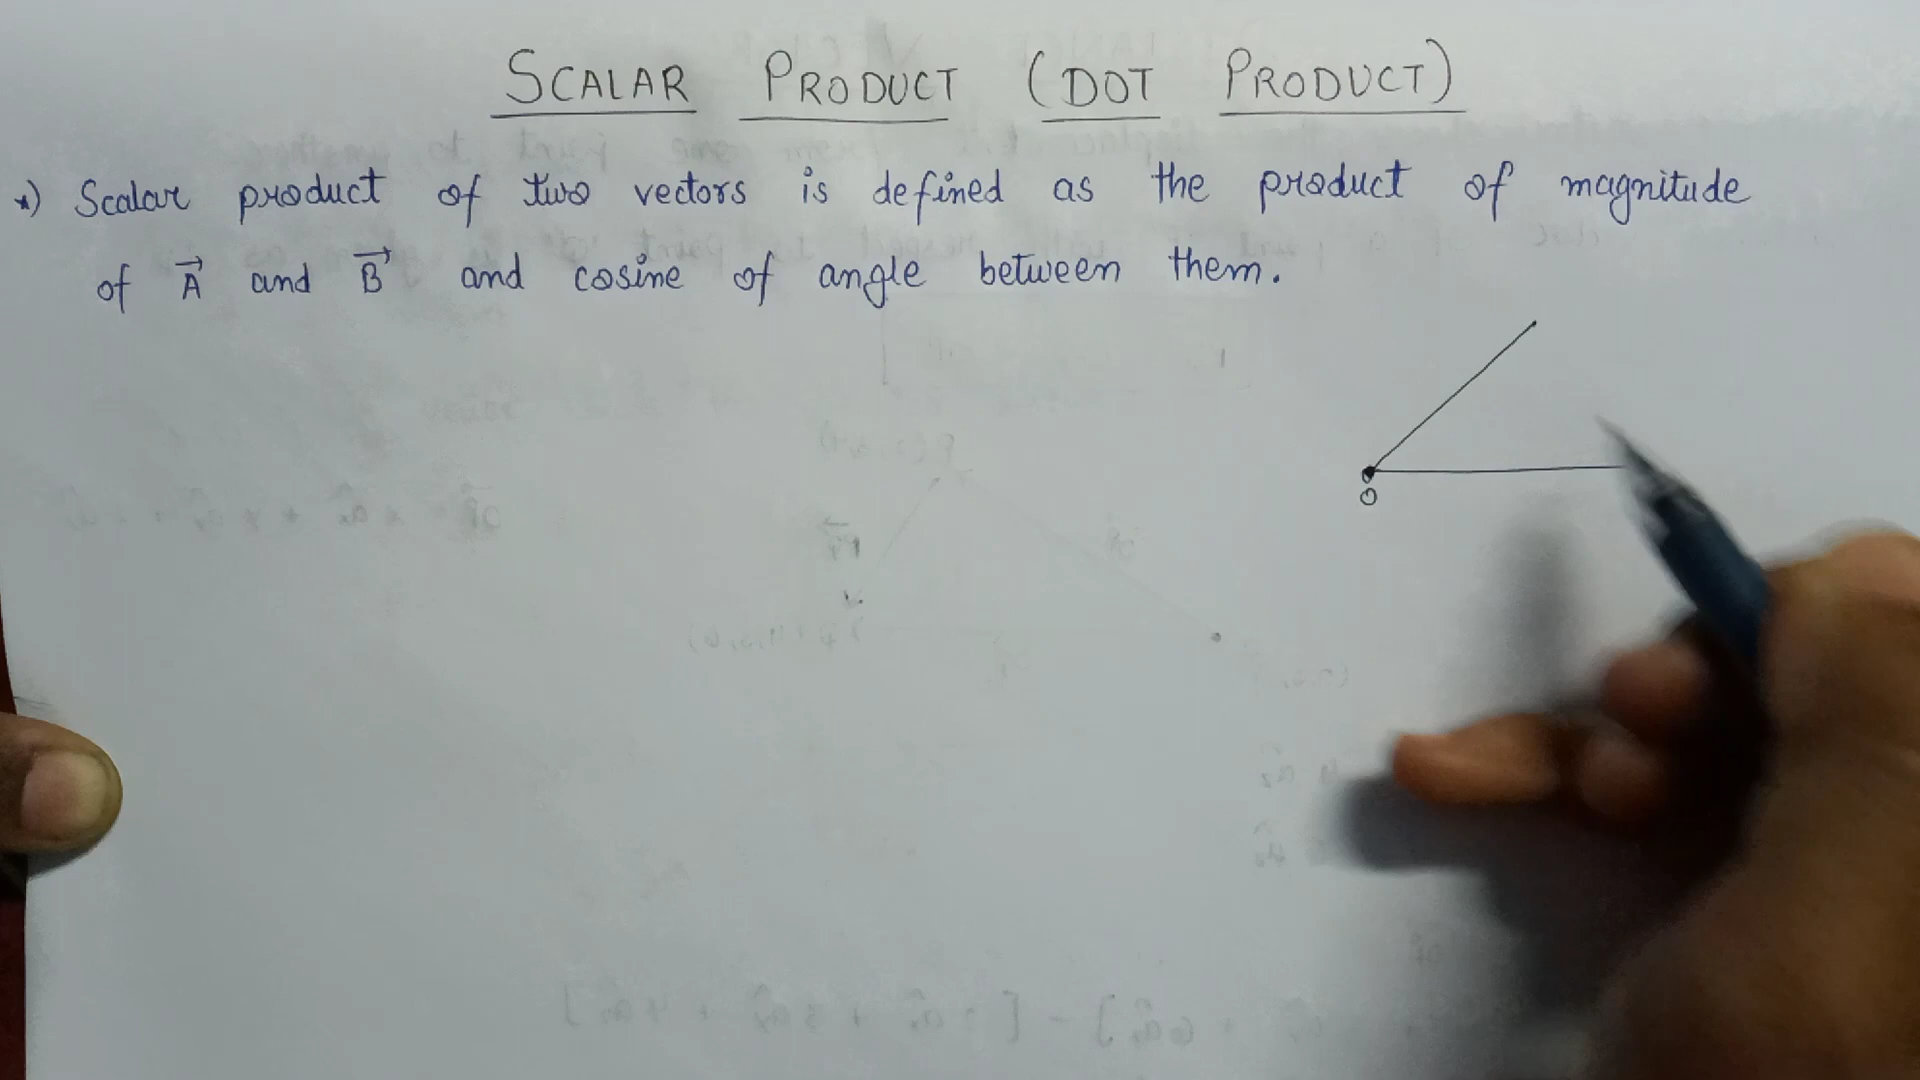 SCALAR PRODUCT (DOT PRODUCT)
*) Scalar product of two vectors is defined as the product of magnitude
of A⃗ and B⃗ and cosine of angle between them.
O